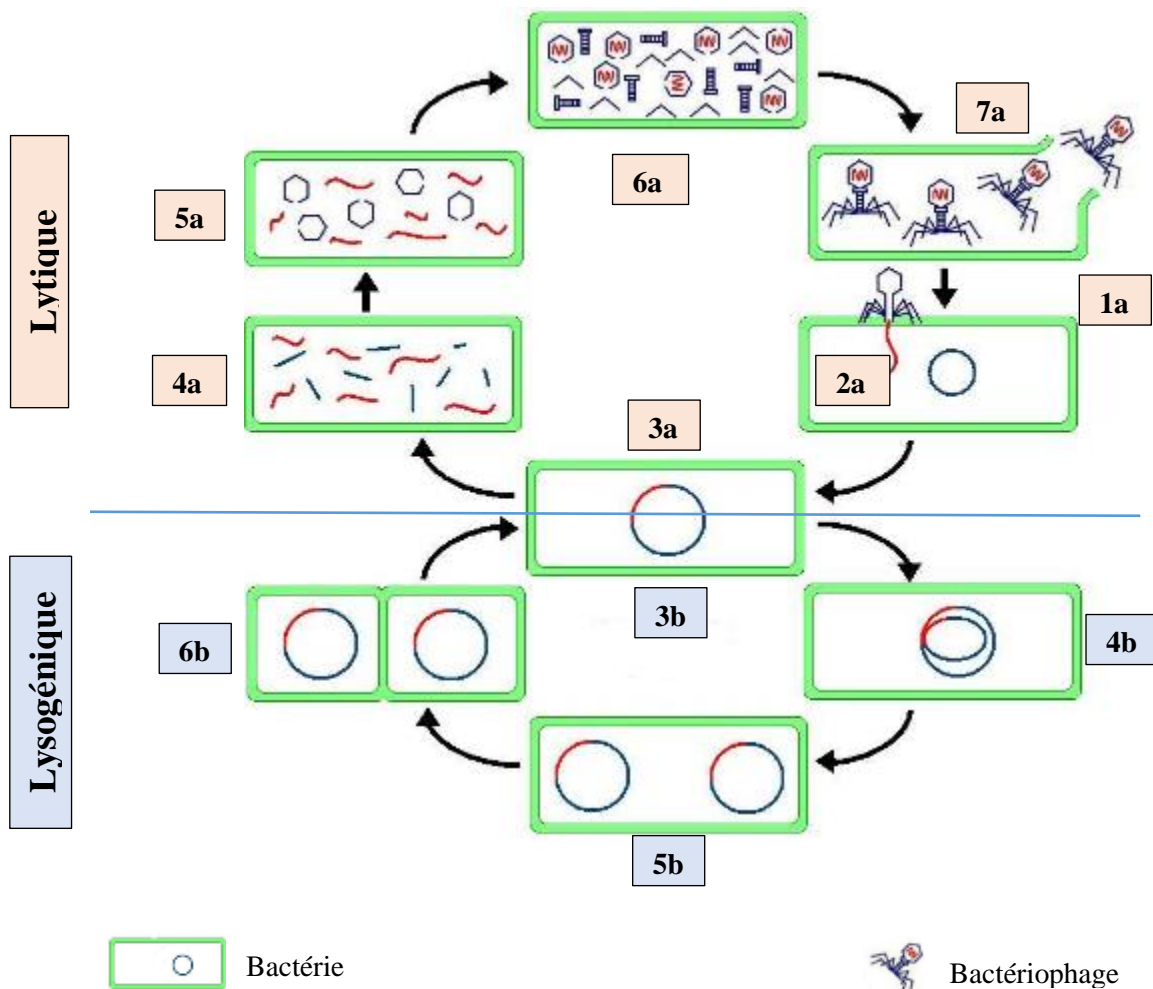 7a
6a
5a
Lytique
1a
4a
2a
3a
3b
4b
6b
Lysogénique
5b
Bactérie
Bactériophage